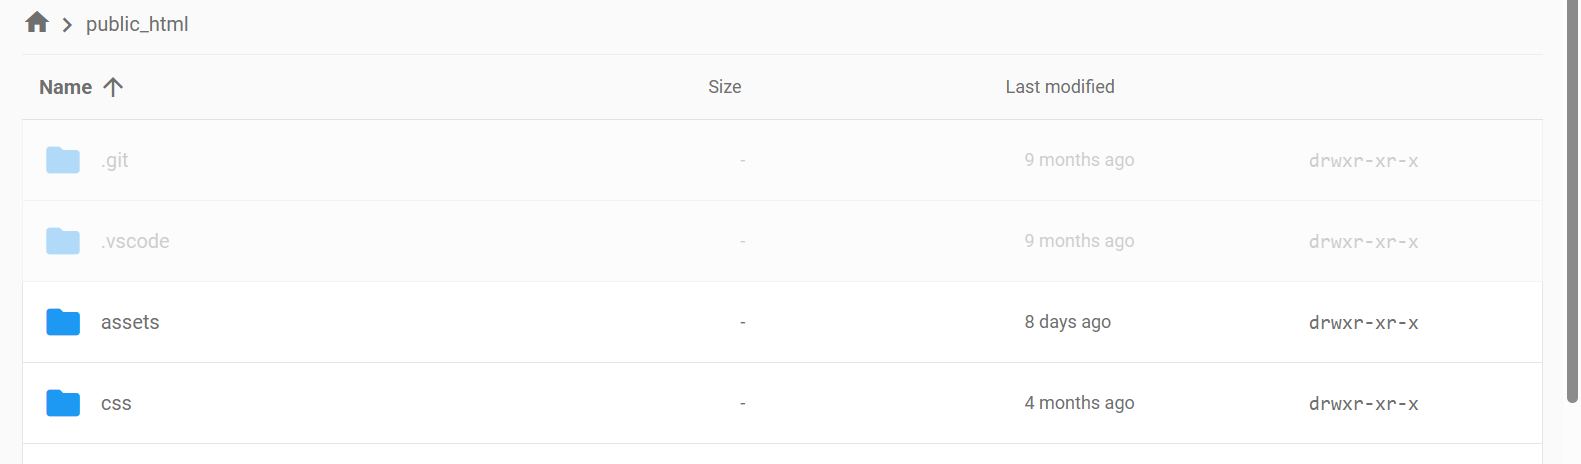 public_html
Name Size Last modified
.git - 9 months ago drwxr-xr-x
.vscode - 9 months ago drwxr-xr-x
assets - 8 days ago drwxr-xr-x
css - 4 months ago drwxr-xr-x